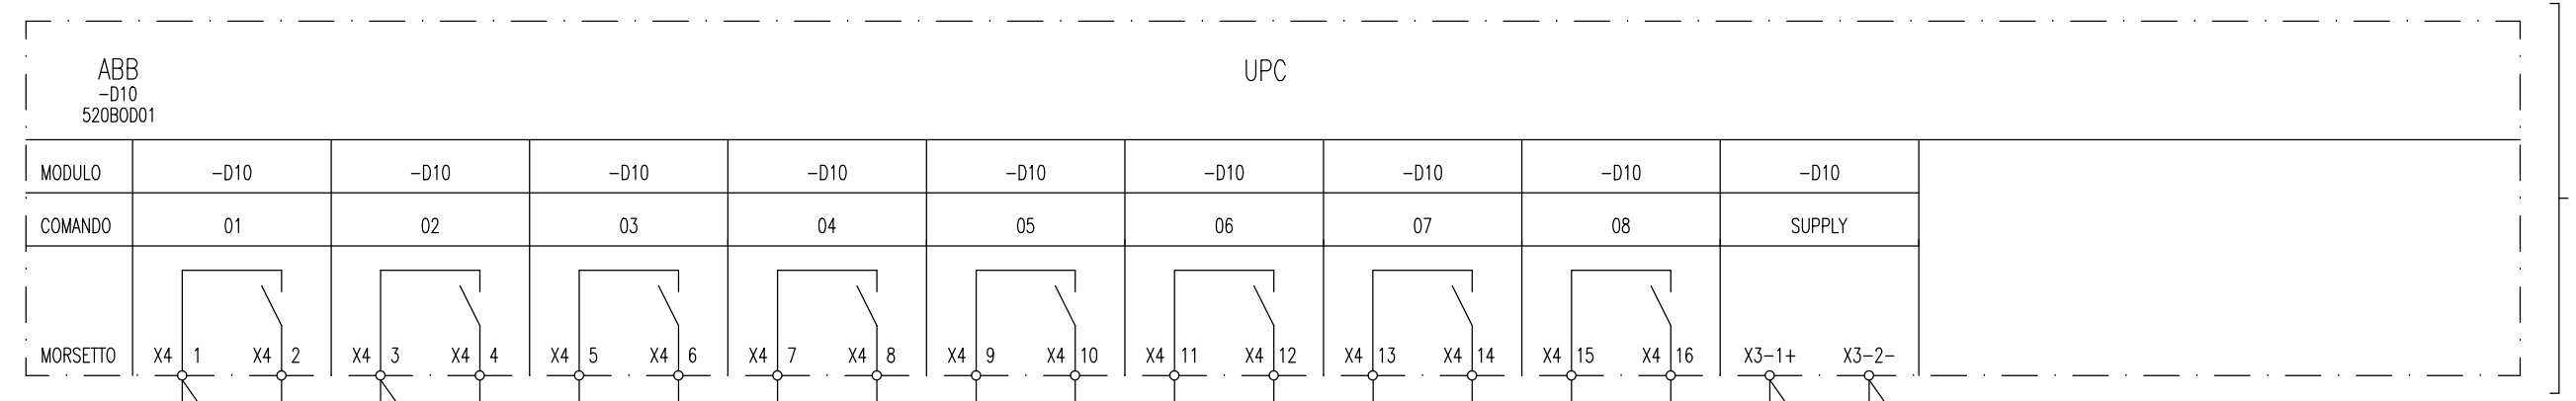 ABB
UPC
-D10
520BOD01
MODULO -D10 -D10 -D10 -D10 -D10 -D10 -D10 -D10 -D10
COMANDO 01 02 03 04 05 06 07 08 SUPPLY
MORSETTO X4 1 X4 2 X4 3 X4 4 X4 5 X4 6 X4 7 X4 8 X4 9 X4 10 X4 11 X4 12 X4 13 X4 14 X4 15 X4 16 X3-1+ X3-2-